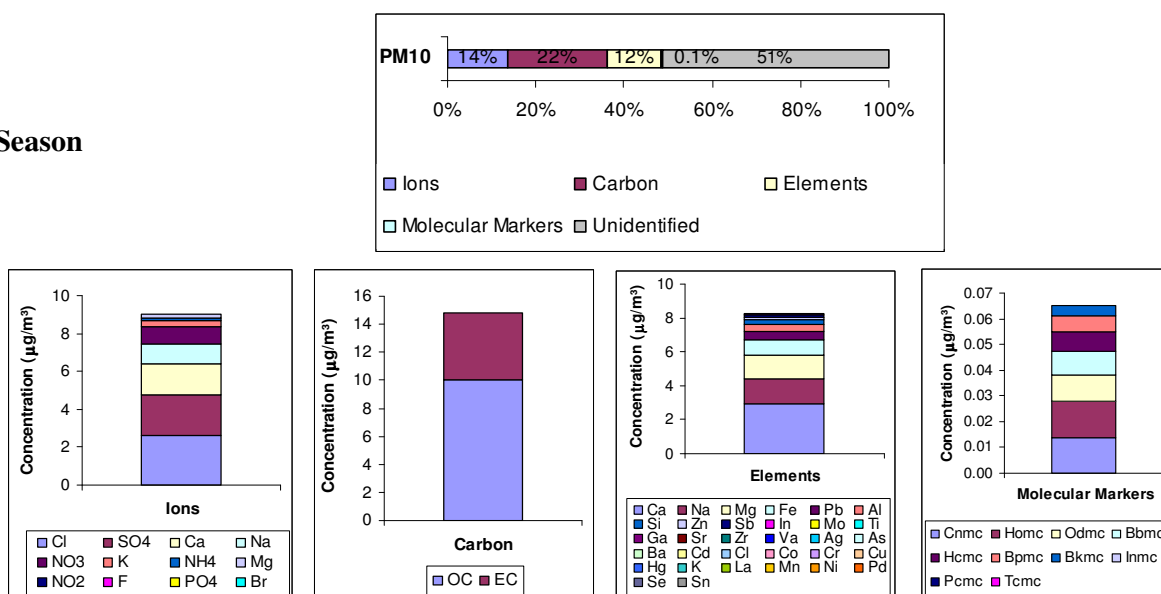 PM10
14% 22% 12% 0.1% 51%
0% 20% 40% 60% 80% 100%
Season
Ions Carbon Elements
Molecular Markers Unidentified
Concentration (µg/m³)
10
8
6
4
2
0
Ions
Cl SO4 Ca Na
NO3 K NH4 Mg
NO2 F PO4 Br
Concentration (µg/m³)
16
14
12
10
8
6
4
2
0
Carbon
OC EC
Concentration (µg/m³)
10
8
6
4
2
0
Elements
Ca Na Mg Fe Pb Al
Si Zn Sb In Mo Ti
Ga Sr Zr Va Ag As
Ba Cd Cl Co Cr Cu
Hg K La Mn Ni Pd
Se Sn
Concentration (µg/m³)
0.07
0.06
0.05
0.04
0.03
0.02
0.01
0.00
Molecular Markers
Cnmc Homc Odmc Bbmc
Hcmc Bpmc Bkmc Inmc
Pcmc Tcmc